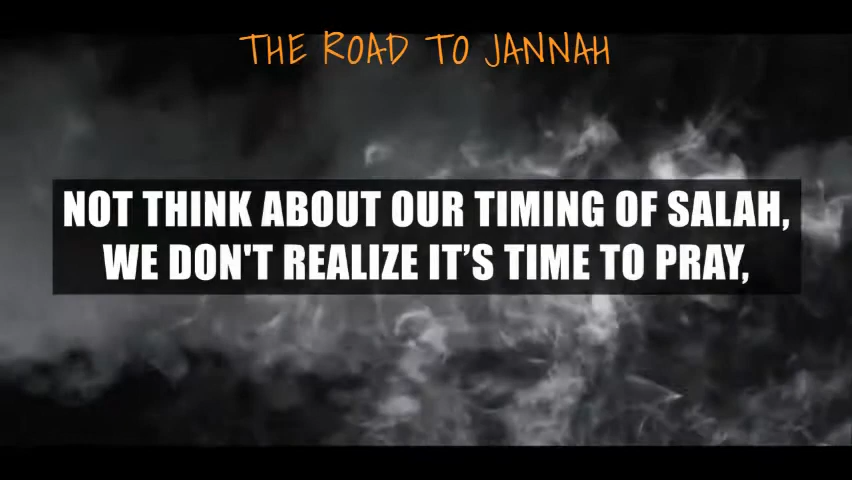 THE ROAD TO JANNAH
NOT THINK ABOUT OUR TIMING OF SALAH,
WE DON'T REALIZE IT’S TIME TO PRAY,